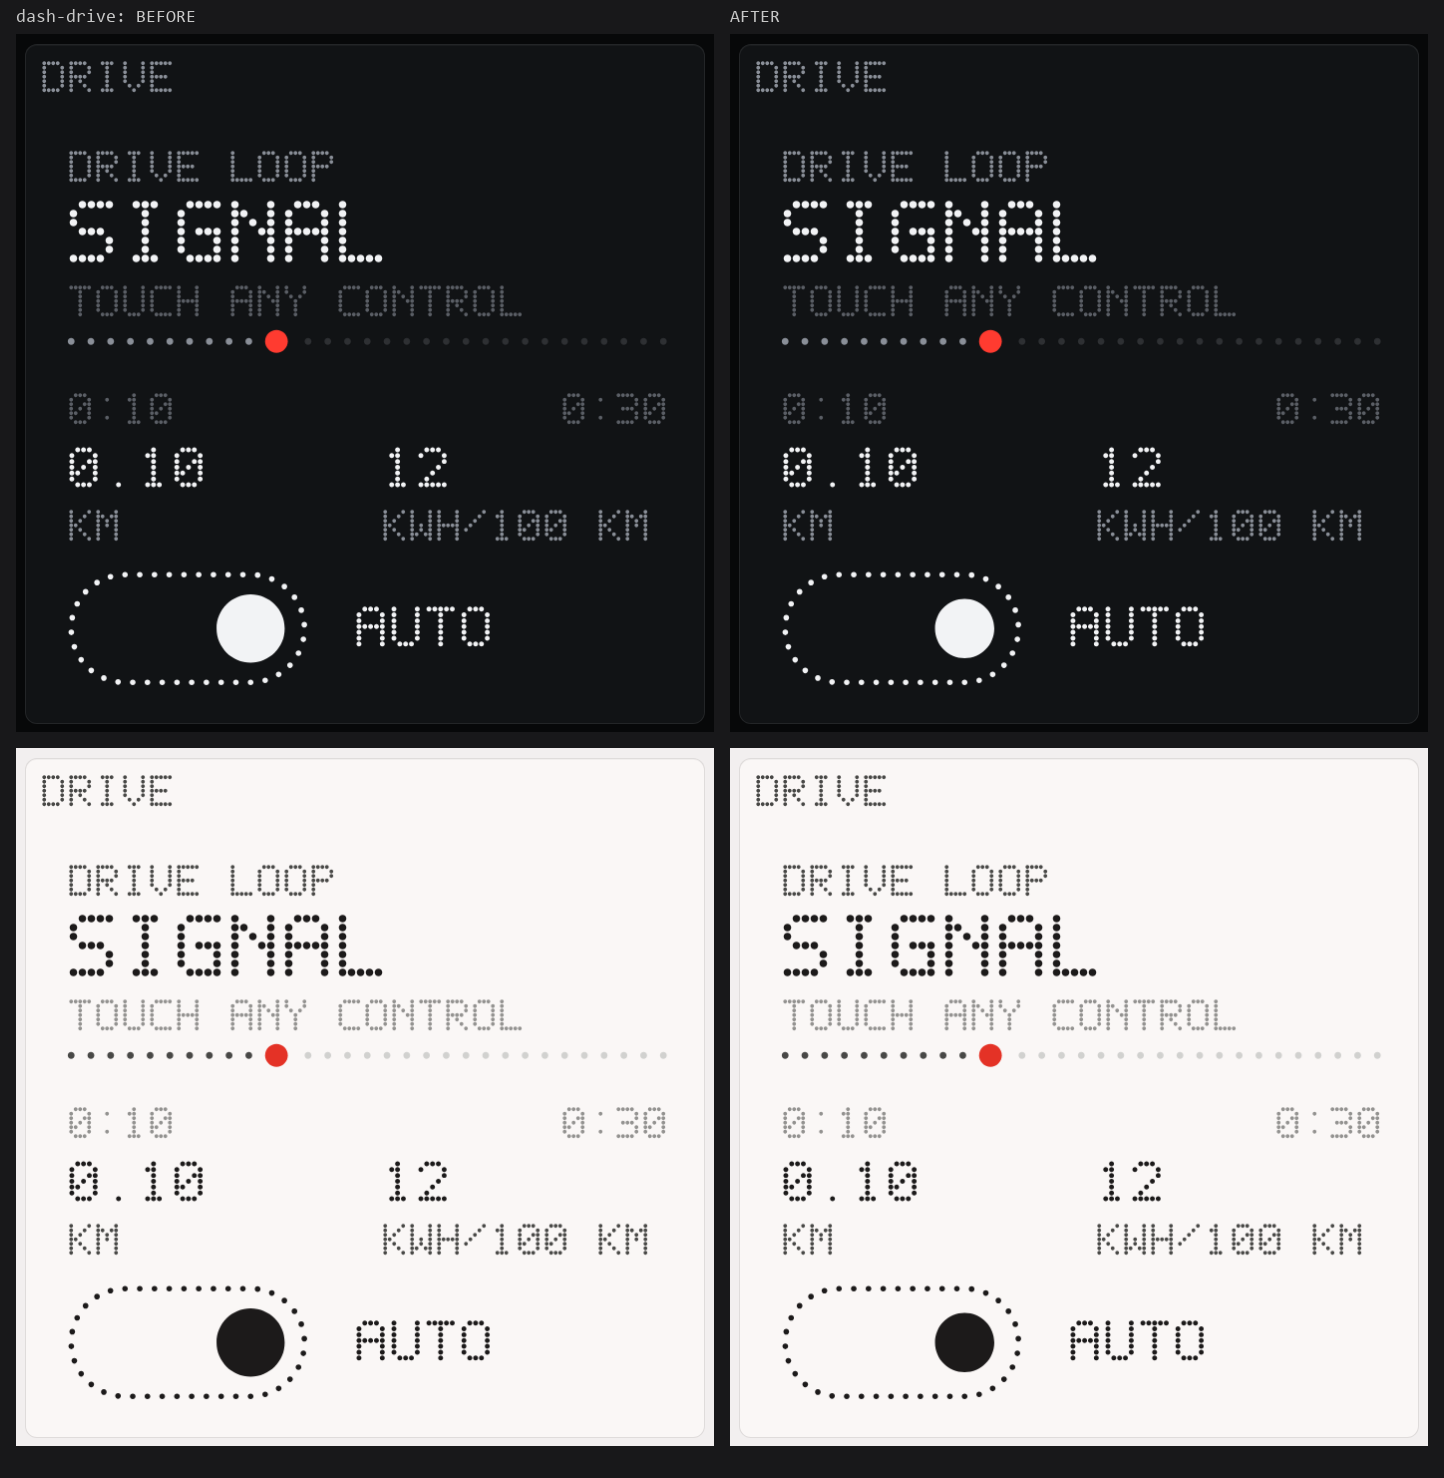 dash-drive: BEFORE
AFTER
DRIVE
DRIVE LOOP
SIGNAL
TOUCH ANY CONTROL
0:10 0:30
0.10 12
KM KWH/100 KM
AUTO
DRIVE
DRIVE LOOP
SIGNAL
TOUCH ANY CONTROL
0:10 0:30
0.10 12
KM KWH/100 KM
AUTO
DRIVE
DRIVE LOOP
SIGNAL
TOUCH ANY CONTROL
0:10 0:30
0.10 12
KM KWH/100 KM
AUTO
DRIVE
DRIVE LOOP
SIGNAL
TOUCH ANY CONTROL
0:10 0:30
0.10 12
KM KWH/100 KM
AUTO